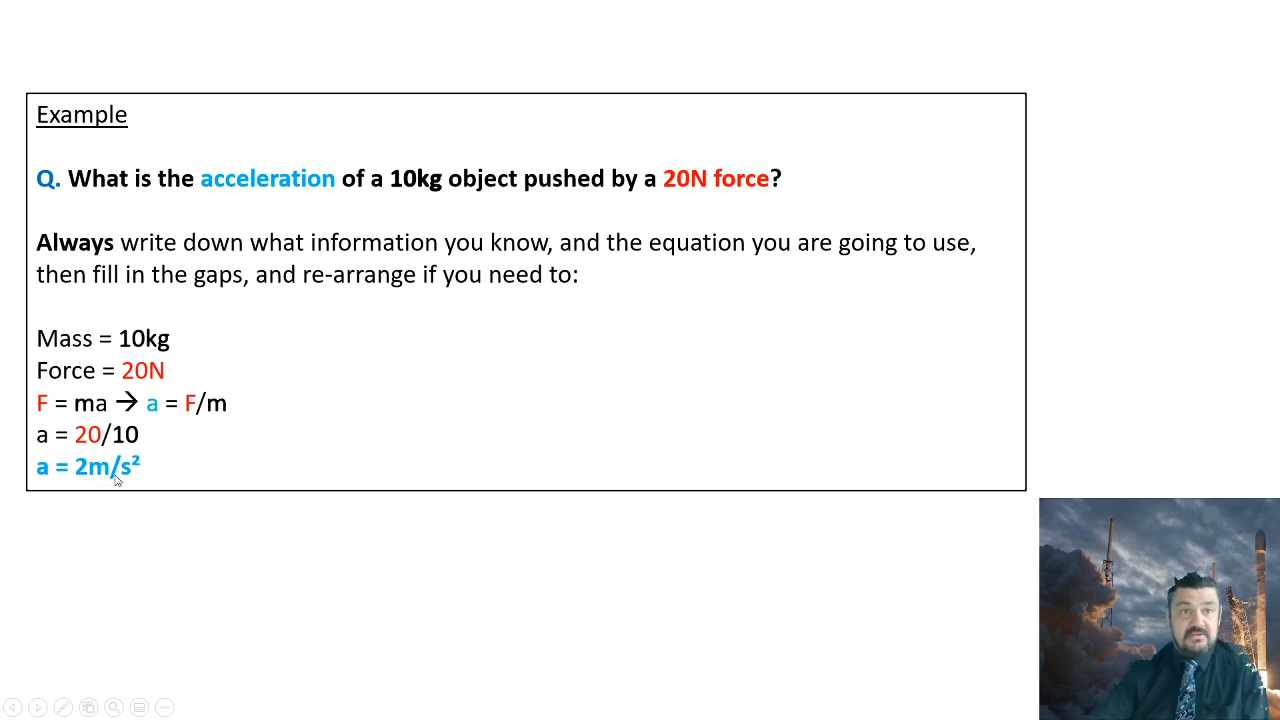 Example
Q. What is the acceleration of a 10kg object pushed by a 20N force?
Always write down what information you know, and the equation you are going to use,
then fill in the gaps, and re-arrange if you need to:
Mass = 10kg
Force = 20N
F = ma → a = F/m
a = 20/10
a = 2m/s²